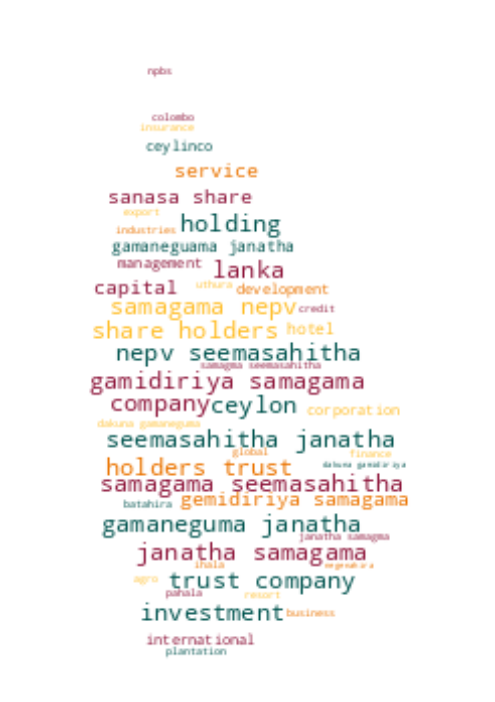 npbs
colombo
insurance
ceylinco
service
sanasa share
export
industries holding
gamaneguama janatha
management lanka
capital uthura development
samagama nepv credit
share holders hotel
nepv seemasahitha
samagma seemasahitha
gamidiriya samagama
company ceylon corporation
dakuna gamaneguma
seemasahitha janatha
global finance
holders trust dakuna gamidiriya
samagama seemasahitha
batahira gemidiriya samagama
gamaneguma janatha
janatha samagma
janatha samagama
ihala
agro trust company
pahala resort
investment business
international
plantation